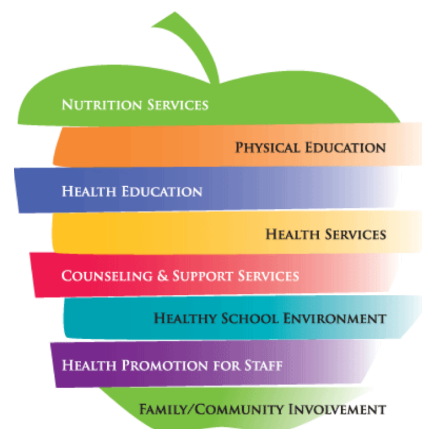 NUTRITION SERVICES
PHYSICAL EDUCATION
HEALTH EDUCATION
HEALTH SERVICES
COUNSELING & SUPPORT SERVICES
HEALTHY SCHOOL ENVIRONMENT
HEALTH PROMOTION FOR STAFF
FAMILY/COMMUNITY INVOLVEMENT